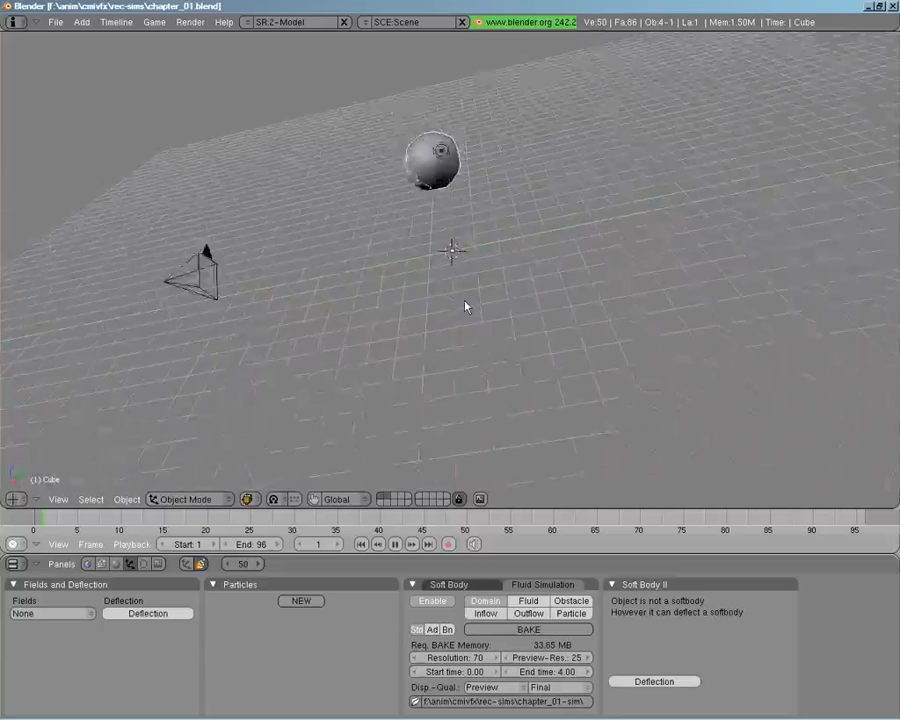 Blender [f:\anim\cmivfx\rec-sims\chapter_01.blend]
File Add Timeline Game Render Help SR:2-Model SCE:Scene www.blender.org 242.2 Ve:50 | Fa:66 | Ob:4-1 | La:1 | Mem:1.50M | Time: | Cube
(1) Cube
View Select Object Object Mode Global
0 5 10 15 20 25 30 35 40 45 50 55 60 65 70 75 80 85 90 95
View Frame Playback Start: 1 End: 96 1
Panels 50
Fields and Deflection Particles Soft Body Fluid Simulation Soft Body II
Fields Deflection NEW Enable Domain Fluid Obstacle Object is not a softbody
None Deflection Inflow Outflow Particle However it can deflect a softbody
Std Ad Bn BAKE
Req. BAKE Memory: 33.65 MB
Resolution: 70 Preview-Res.: 25
Start time: 0.00 End time: 4.00 Deflection
Disp.-Qual.: Preview Final
f:\anim\cmivfx\rec-sims\chapter_01-sim\